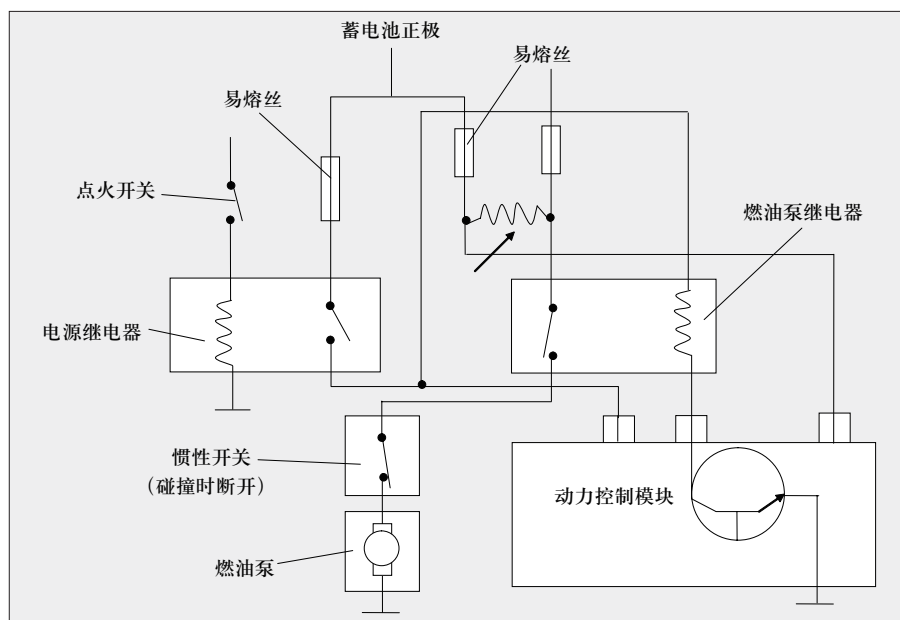 蓄电池正极
易熔丝
易熔丝
点火开关
燃油泵继电器
电源继电器
惯性开关
（碰撞时断开）
动力控制模块
燃油泵